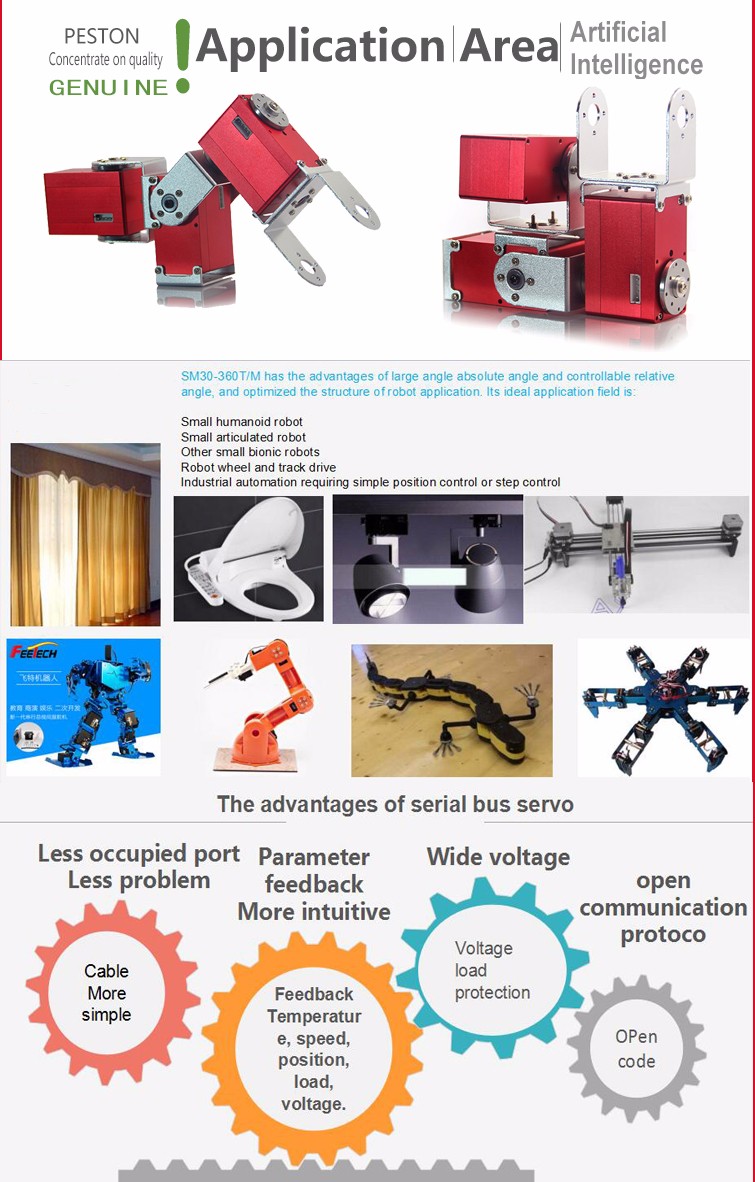 PESTON
Concentrate on quality
GENUINE
!
Application Area
Artificial
Intelligence
SM30-360T/M has the advantages of large angle absolute angle and controllable relative
angle, and optimized the structure of robot application. Its ideal application field is:
Small humanoid robot
Small articulated robot
Other small bionic robots
Robot wheel and track drive
Industrial automation requiring simple position control or step control
FEETECH
飞特机器人
教育 商演 娱乐 二次开发
The advantages of serial bus servo
Less occupied port
Less problem
Parameter
feedback
More intuitive
Wide voltage
open
communication
protoco
Cable
More
simple
Feedback
Temperatur
e, speed,
position,
load,
voltage.
Voltage
load
protection
OPen
code